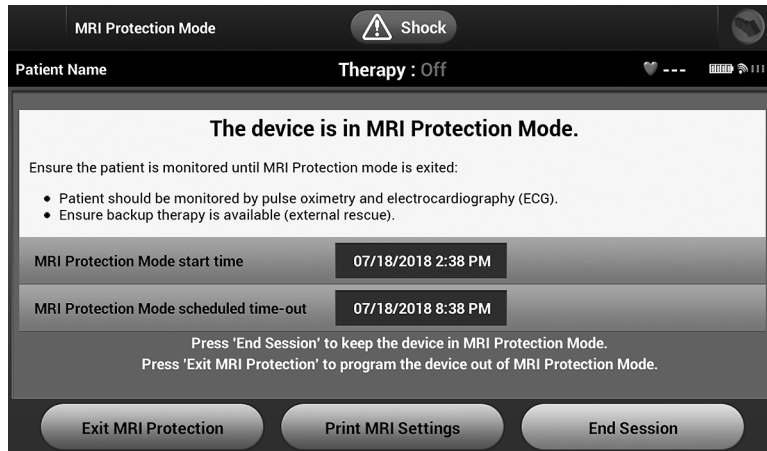 MRI Protection Mode
Shock
Patient Name
Therapy : Off
---
The device is in MRI Protection Mode.
Ensure the patient is monitored until MRI Protection mode is exited:
• Patient should be monitored by pulse oximetry and electrocardiography (ECG).
• Ensure backup therapy is available (external rescue).
MRI Protection Mode start time
07/18/2018 2:38 PM
MRI Protection Mode scheduled time-out
07/18/2018 8:38 PM
Press 'End Session' to keep the device in MRI Protection Mode.
Press 'Exit MRI Protection' to program the device out of MRI Protection Mode.
Exit MRI Protection
Print MRI Settings
End Session